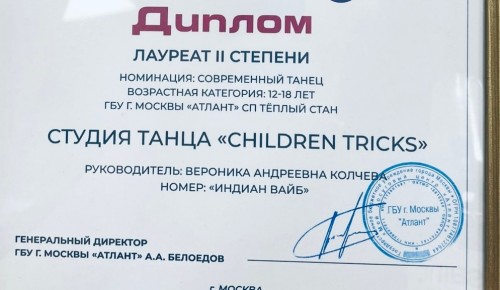 Диплом
ЛАУРЕАТ II СТЕПЕНИ
НОМИНАЦИЯ: СОВРЕМЕННЫЙ ТАНЕЦ
ВОЗРАСТНАЯ КАТЕГОРИЯ: 12-18 ЛЕТ
ГБУ Г. МОСКВЫ «АТЛАНТ» СП ТЁПЛЫЙ СТАН
СТУДИЯ ТАНЦА «CHILDREN TRICKS»
РУКОВОДИТЕЛЬ: ВЕРОНИКА АНДРЕЕВНА КОЛЧЕВА
НОМЕР: «ИНДИАН ВАЙБ»
ГБУ г. Москвы
"Атлант"
ГЕНЕРАЛЬНЫЙ ДИРЕКТОР
ГБУ Г. МОСКВЫ «АТЛАНТ» А.А. БЕЛОЕДОВ
г. МОСКВА